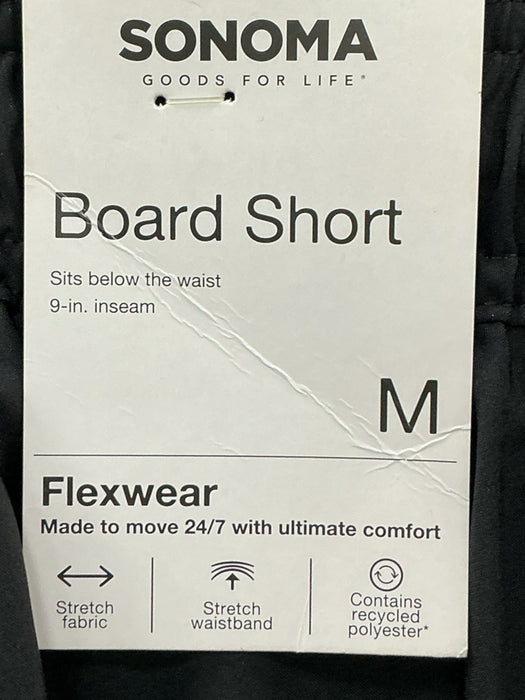 SONOMA
GOODS FOR LIFE®
Board Short
Sits below the waist
9-in. inseam
M
Flexwear
Made to move 24/7 with ultimate comfort
Stretch
fabric
Stretch
waistband
Contains
recycled
polyester*